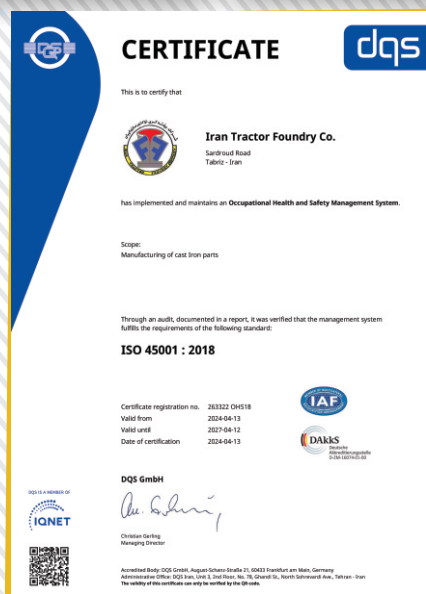 DQS
CERTIFICATE
dqs
This is to certify that
Iran Tractor Foundry Co.
Sardroud Road
Tabriz - Iran
has implemented and maintains an Occupational Health and Safety Management System.
Scope:
Manufacturing of cast Iron parts
Through an audit, documented in a report, it was verified that the management system
fulfills the requirements of the following standard:
ISO 45001 : 2018
Certificate registration no. 263322 OHS18
Valid from 2024-04-13
Valid until 2027-04-12
Date of certification 2024-04-13
IAF
DAkkS
Deutsche
Akkreditierungsstelle
D-ZM-16074-01-00
DQS GmbH
Christian Gerling
Managing Director
DQS IS A MEMBER OF
IQNET
Accredited Body: DQS GmbH, August-Schanz-Straße 21, 60433 Frankfurt am Main, Germany
Administrative Office: DQS Iran, Unit 3, 2nd Floor, No. 78, Ghandi St., North Sohrevardi Ave., Tehran - Iran
The validity of this certificate can only be verified by the QR-code.